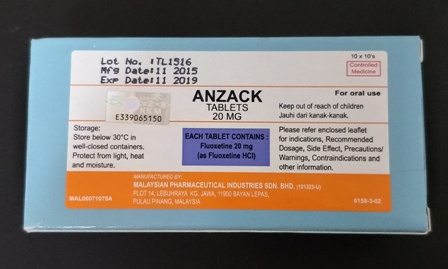 Lot No. :TL1516
Mfg Date:11 2015
Exp Date:11 2019
10 x 10's
Controlled
Medicine
ANZACK
TABLETS
20 MG
E339065150
For oral use
Keep out of reach of children
Jauhi dari kanak-kanak.
Storage:
Store below 30°C in
well-closed containers.
Protect from light, heat
and moisture.
EACH TABLET CONTAINS:
Fluoxetine 20 mg
(as Fluoxetine HCl)
Please refer enclosed leaflet
for indications, Recommended
Dosage, Side Effect, Precautions/
Warnings, Contraindications and
other information.
MANUFACTURED BY:
MALAYSIAN PHARMACEUTICAL INDUSTRIES SDN. BHD. (101323-U)
PLOT 14, LEBUHRAYA KG. JAWA, 11900 BAYAN LEPAS,
PULAU PINANG, MALAYSIA
6108-3-02